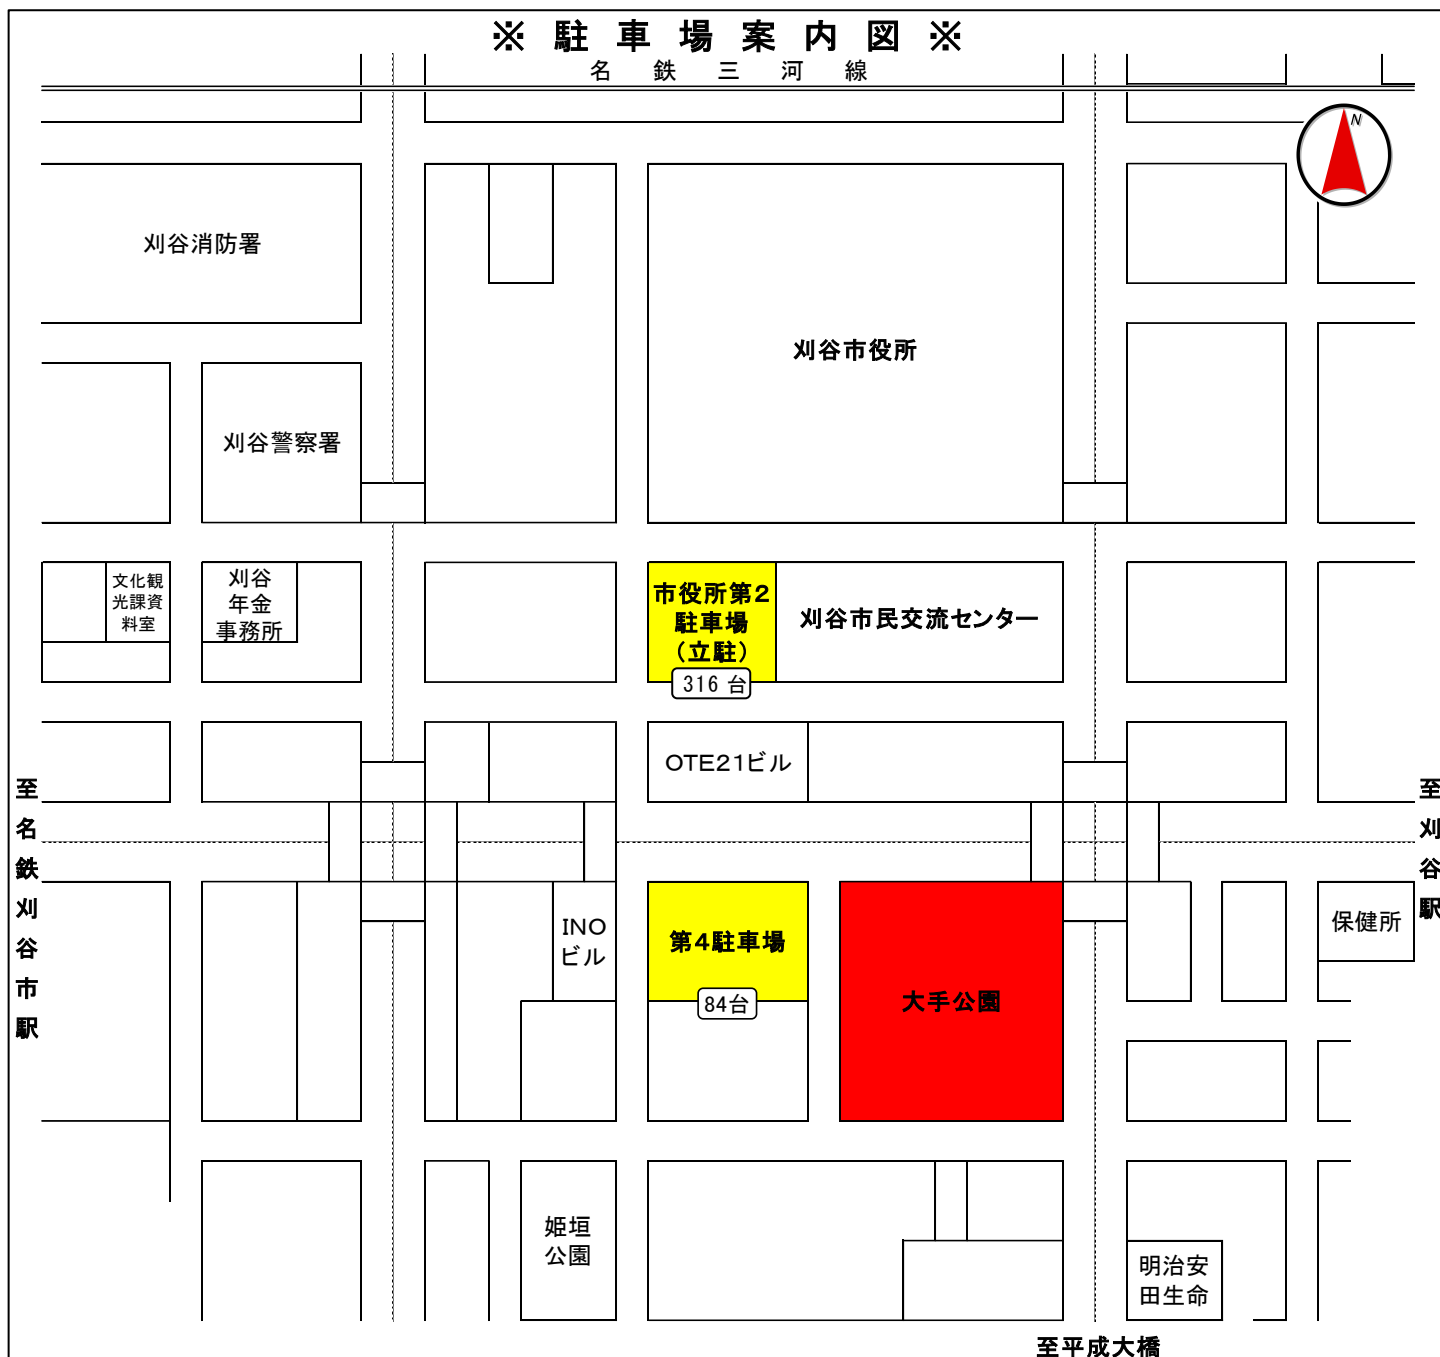 ※ 駐車場案内図 ※
名鉄三河線
N
刈谷消防署
刈谷市役所
刈谷警察署
文化観
光課資
料室
刈谷
年金
事務所
市役所第2
駐車場
（立駐）
316 台
刈谷市民交流センター
OTE21ビル
至名鉄刈谷市駅
至刈谷駅
INO
ビル
第4駐車場
84台
大手公園
保健所
姫垣
公園
明治安
田生命
至平成大橋